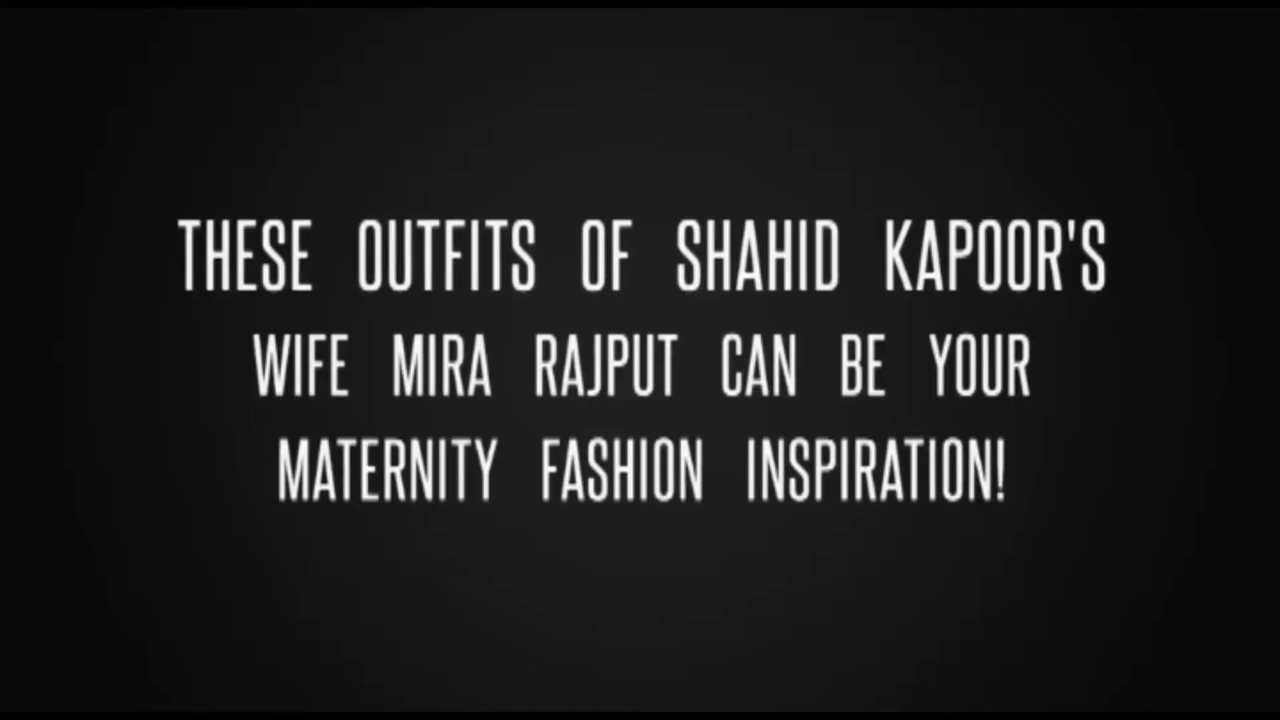 THESE OUTFITS OF SHAHID KAPOOR'S
WIFE MIRA RAJPUT CAN BE YOUR
MATERNITY FASHION INSPIRATION!